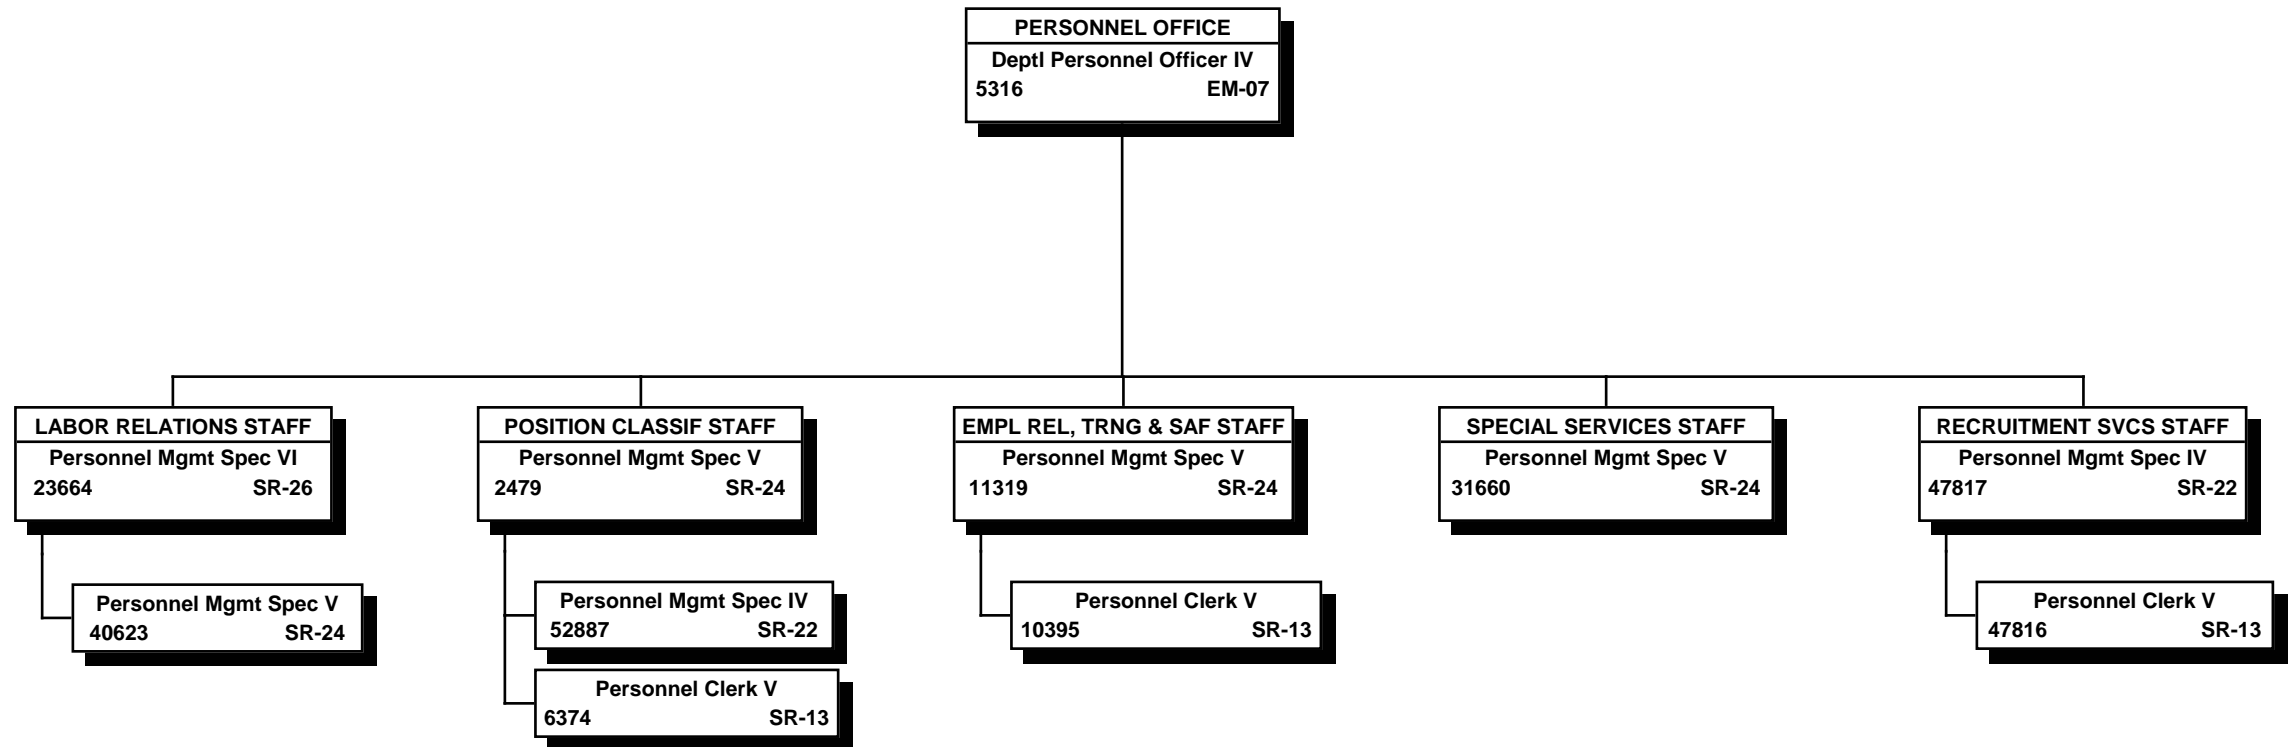 PERSONNEL OFFICE
Deptl Personnel Officer IV
5316 EM-07
LABOR RELATIONS STAFF
Personnel Mgmt Spec VI
23664 SR-26
Personnel Mgmt Spec V
40623 SR-24
POSITION CLASSIF STAFF
Personnel Mgmt Spec V
2479 SR-24
Personnel Mgmt Spec IV
52887 SR-22
Personnel Clerk V
6374 SR-13
EMPL REL, TRNG & SAF STAFF
Personnel Mgmt Spec V
11319 SR-24
Personnel Clerk V
10395 SR-13
SPECIAL SERVICES STAFF
Personnel Mgmt Spec V
31660 SR-24
RECRUITMENT SVCS STAFF
Personnel Mgmt Spec IV
47817 SR-22
Personnel Clerk V
47816 SR-13